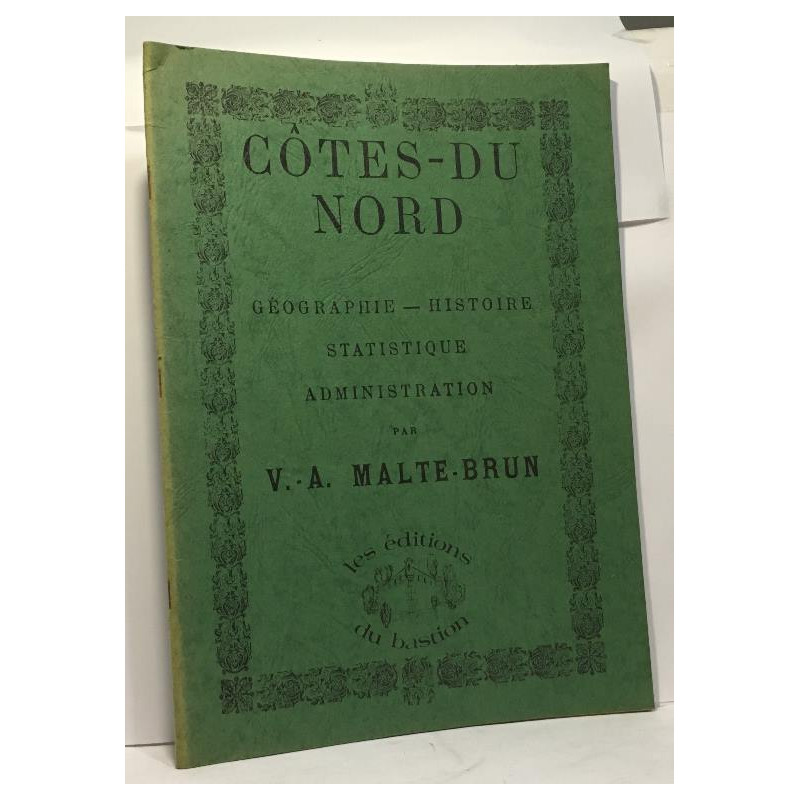 CÔTES-DU
NORD
GÉOGRAPHIE — HISTOIRE
STATISTIQUE
ADMINISTRATION
PAR
V.-A. MALTE-BRUN
les éditions
du bastion